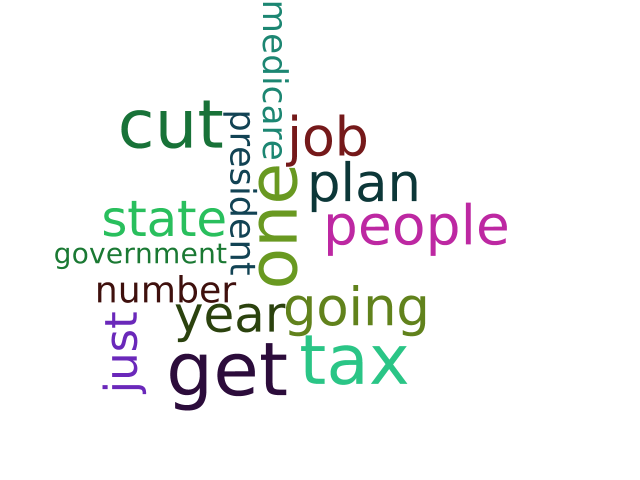 medicare
cut
president
job
one
plan
state
people
government
number
year
going
just
get
tax